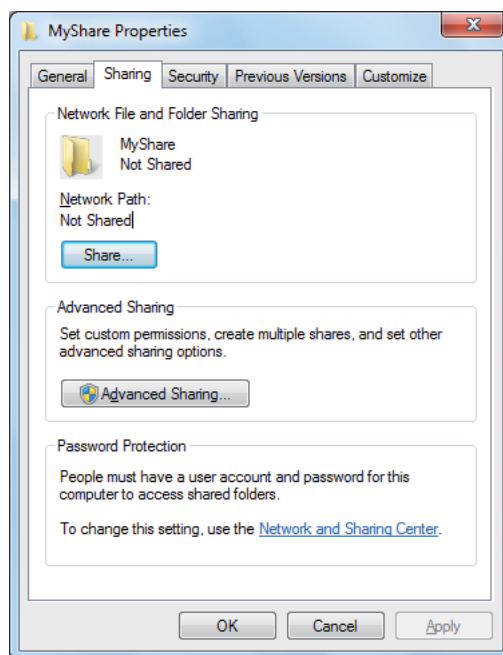 MyShare Properties
General Sharing Security Previous Versions Customize
Network File and Folder Sharing
MyShare
Not Shared
Network Path:
Not Shared
Share...
Advanced Sharing
Set custom permissions, create multiple shares, and set other
advanced sharing options.
Advanced Sharing...
Password Protection
People must have a user account and password for this
computer to access shared folders.
To change this setting, use the Network and Sharing Center.
OK Cancel Apply